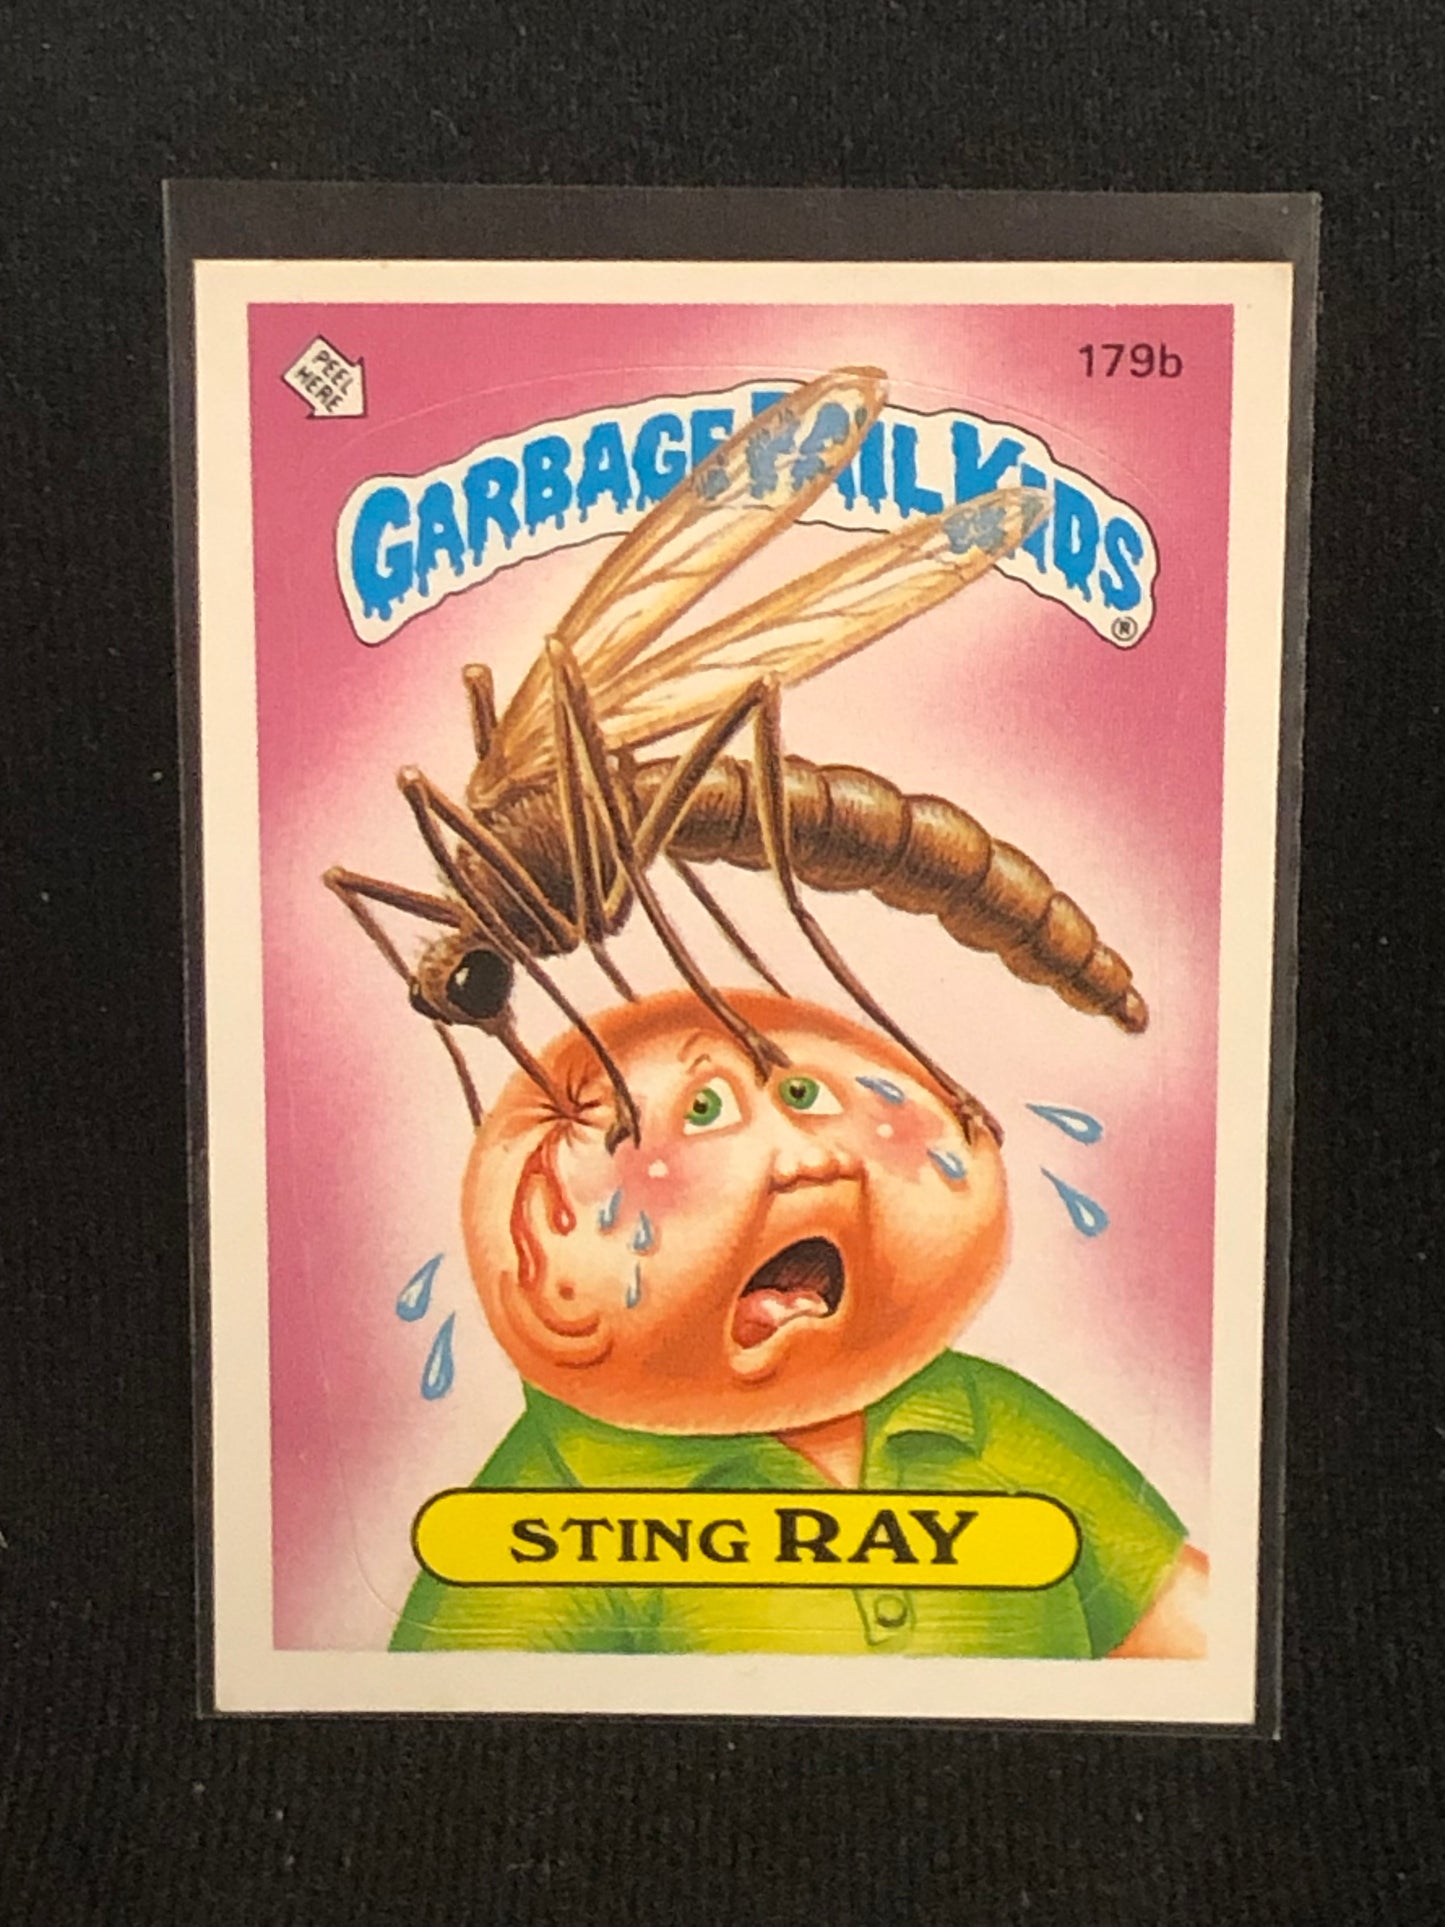 PEEL
HERE
179b
GARBAGE PAIL KIDS
®
STING RAY